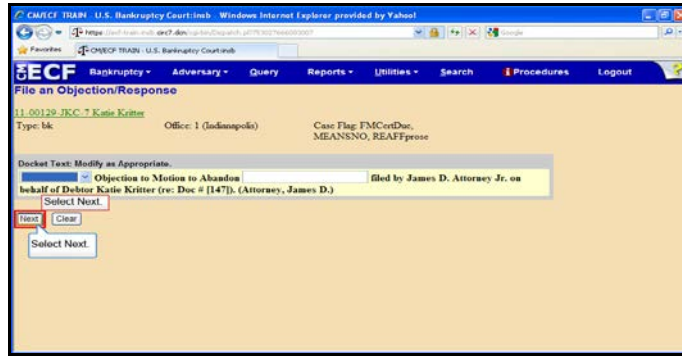 CM/ECF TRAIN - U.S. Bankruptcy Court:insb - Windows Internet Explorer provided by Yahoo!
Google
Favorites CM/ECF TRAIN - U.S. Bankruptcy Court:insb
ECF Bankruptcy Adversary Query Reports Utilities Search Procedures Logout ?
File an Objection/Response
11-00129-JKC-7 Katie Kritter
Type: bk Office: 1 (Indianapolis) Case Flag: FMCertDue, MEANSNO, REAFFprose
Docket Text: Modify as Appropriate.
Objection to Motion to Abandon filed by James D. Attorney Jr. on
behalf of Debtor Katie Kritter (re: Doc # [147]). (Attorney, James D.)
Select Next.
Next Clear
Select Next.